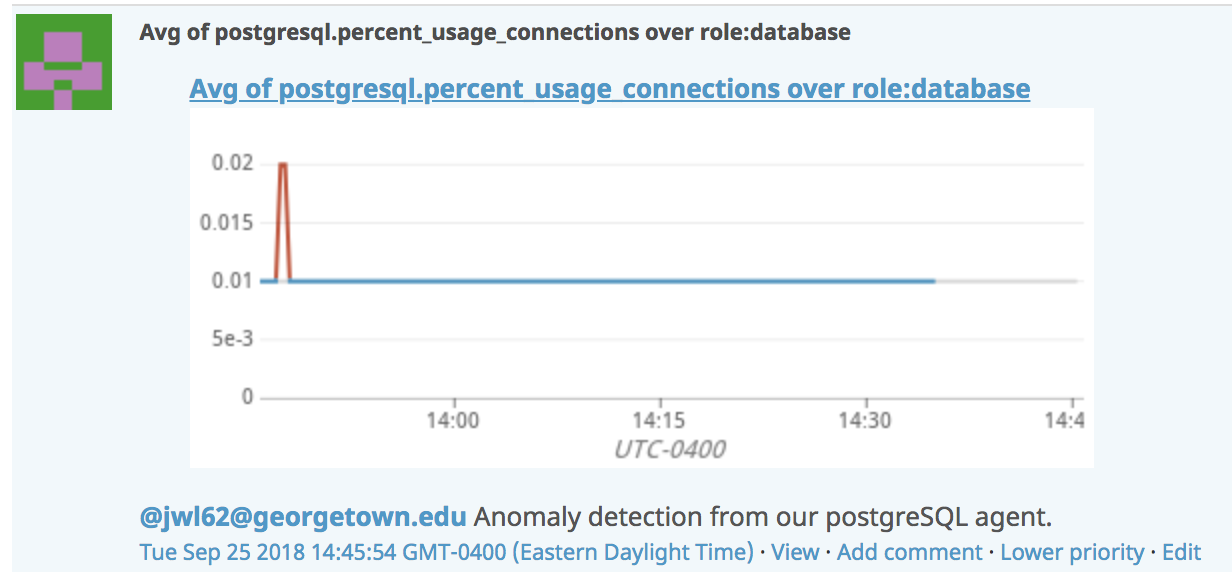 Avg of postgresql.percent_usage_connections over role:database
Avg of postgresql.percent_usage_connections over role:database
0.02
0.015
0.01
5e-3
0
14:00 14:15 14:30 14:4
UTC-0400
@jwl62@georgetown.edu Anomaly detection from our postgreSQL agent.
Tue Sep 25 2018 14:45:54 GMT-0400 (Eastern Daylight Time) · View · Add comment · Lower priority · Edit